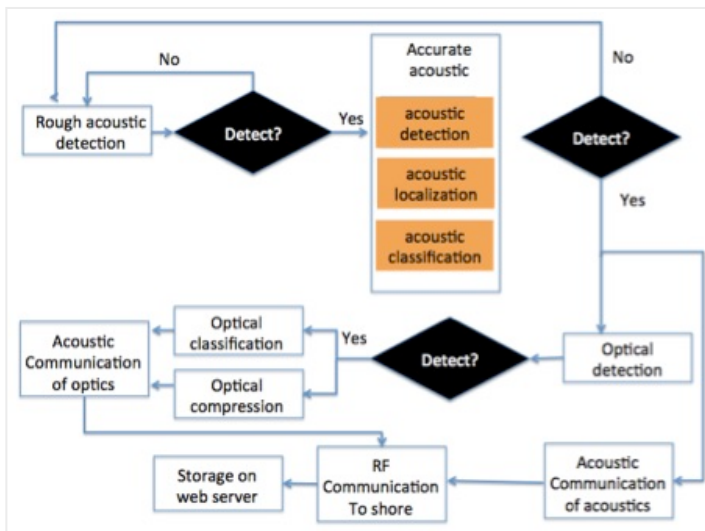 No
Rough acoustic
detection
Detect?
Yes
Accurate
acoustic
acoustic
detection
acoustic
localization
acoustic
classification
No
Detect?
Yes
Optical
detection
Detect?
Yes
Optical
classification
Optical
compression
Acoustic
Communication
of optics
Storage on
web server
RF
Communication
To shore
Acoustic
Communication
of acoustics